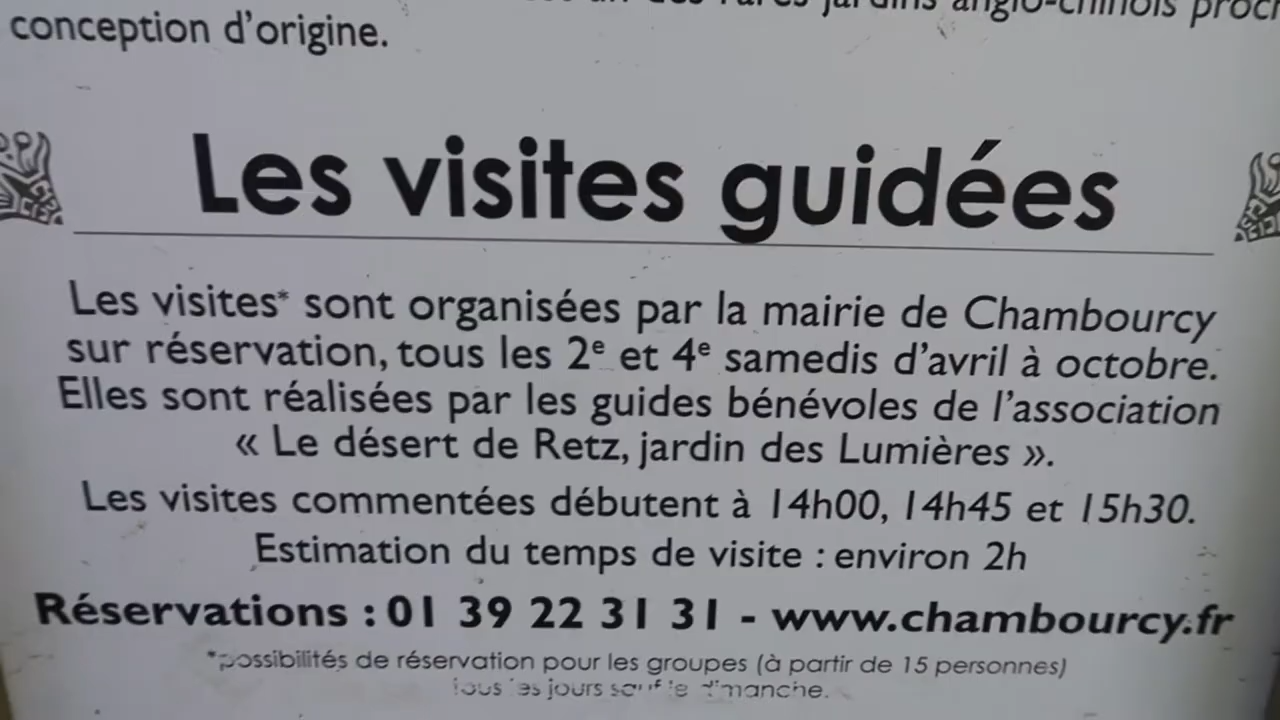 jardins anglo-chinois
conception d'origine.
Les visites guidées
Les visites* sont organisées par la mairie de Chambourcy
sur réservation, tous les 2e et 4e samedis d'avril à octobre.
Elles sont réalisées par les guides bénévoles de l'association
« Le désert de Retz, jardin des Lumières ».
Les visites commentées débutent à 14h00, 14h45 et 15h30.
Estimation du temps de visite : environ 2h
Réservations : 01 39 22 31 31 - www.chambourcy.fr
*possibilités de réservation pour les groupes (à partir de 15 personnes)
tous les jours sauf le dimanche.